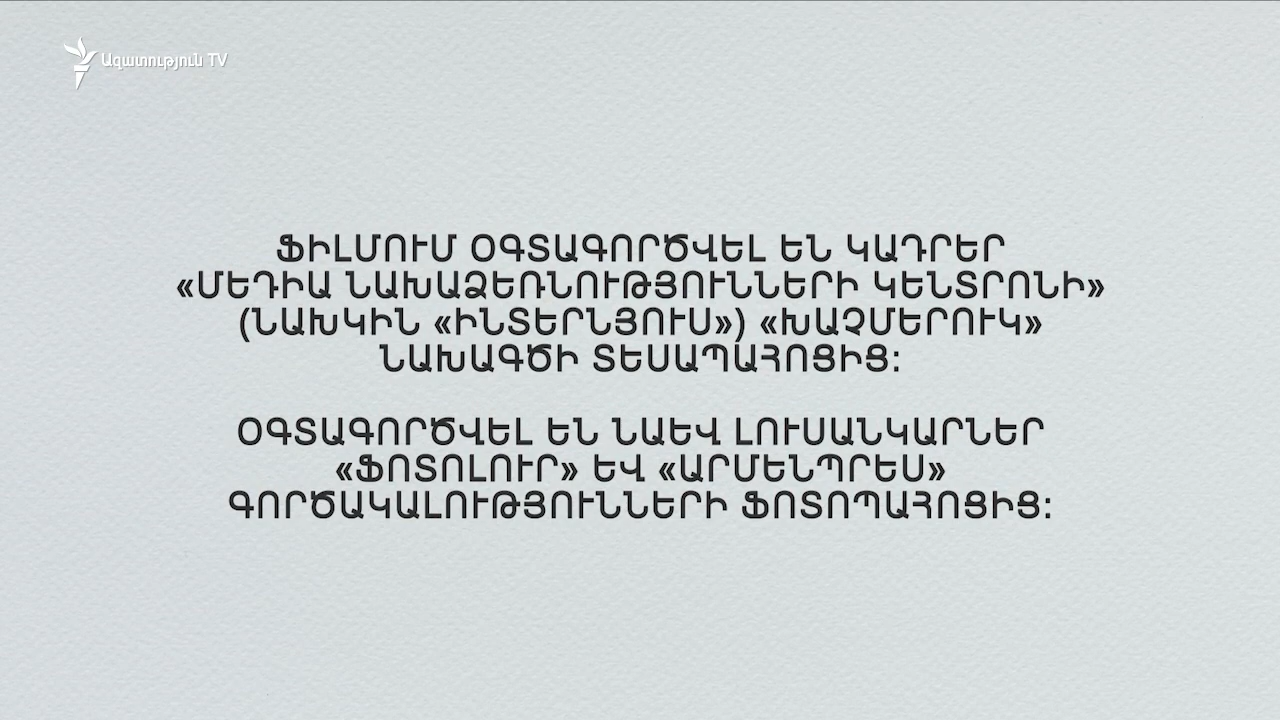 Ազատություն TV
ՖԻԼՄՈՒՄ ՕԳՏԱԳՈՐԾՎԵԼ ԵՆ ԿԱԴՐԵՐ
«ՄԵԴԻԱ ՆԱԽԱՁԵՌՆՈՒԹՅՈՒՆՆԵՐԻ ԿԵՆՏՐՈՆԻ»
(ՆԱԽԿԻՆ «ԻՆՏԵՐՆՅՈՒՍ») «ԽԱՉՄԵՐՈՒԿ»
ՆԱԽԱԳԾԻ ՏԵՍԱՊԱՀՈՑԻՑ։
ՕԳՏԱԳՈՐԾՎԵԼ ԵՆ ՆԱԵՎ ԼՈՒՍԱՆԿԱՐՆԵՐ
«ՖՈՏՈԼՈՒՐ» ԵՎ «ԱՐՄԵՆՊՐԵՍ»
ԳՈՐԾԱԿԱԼՈՒԹՅՈՒՆՆԵՐԻ ՖՈՏՈՊԱՀՈՑԻՑ։